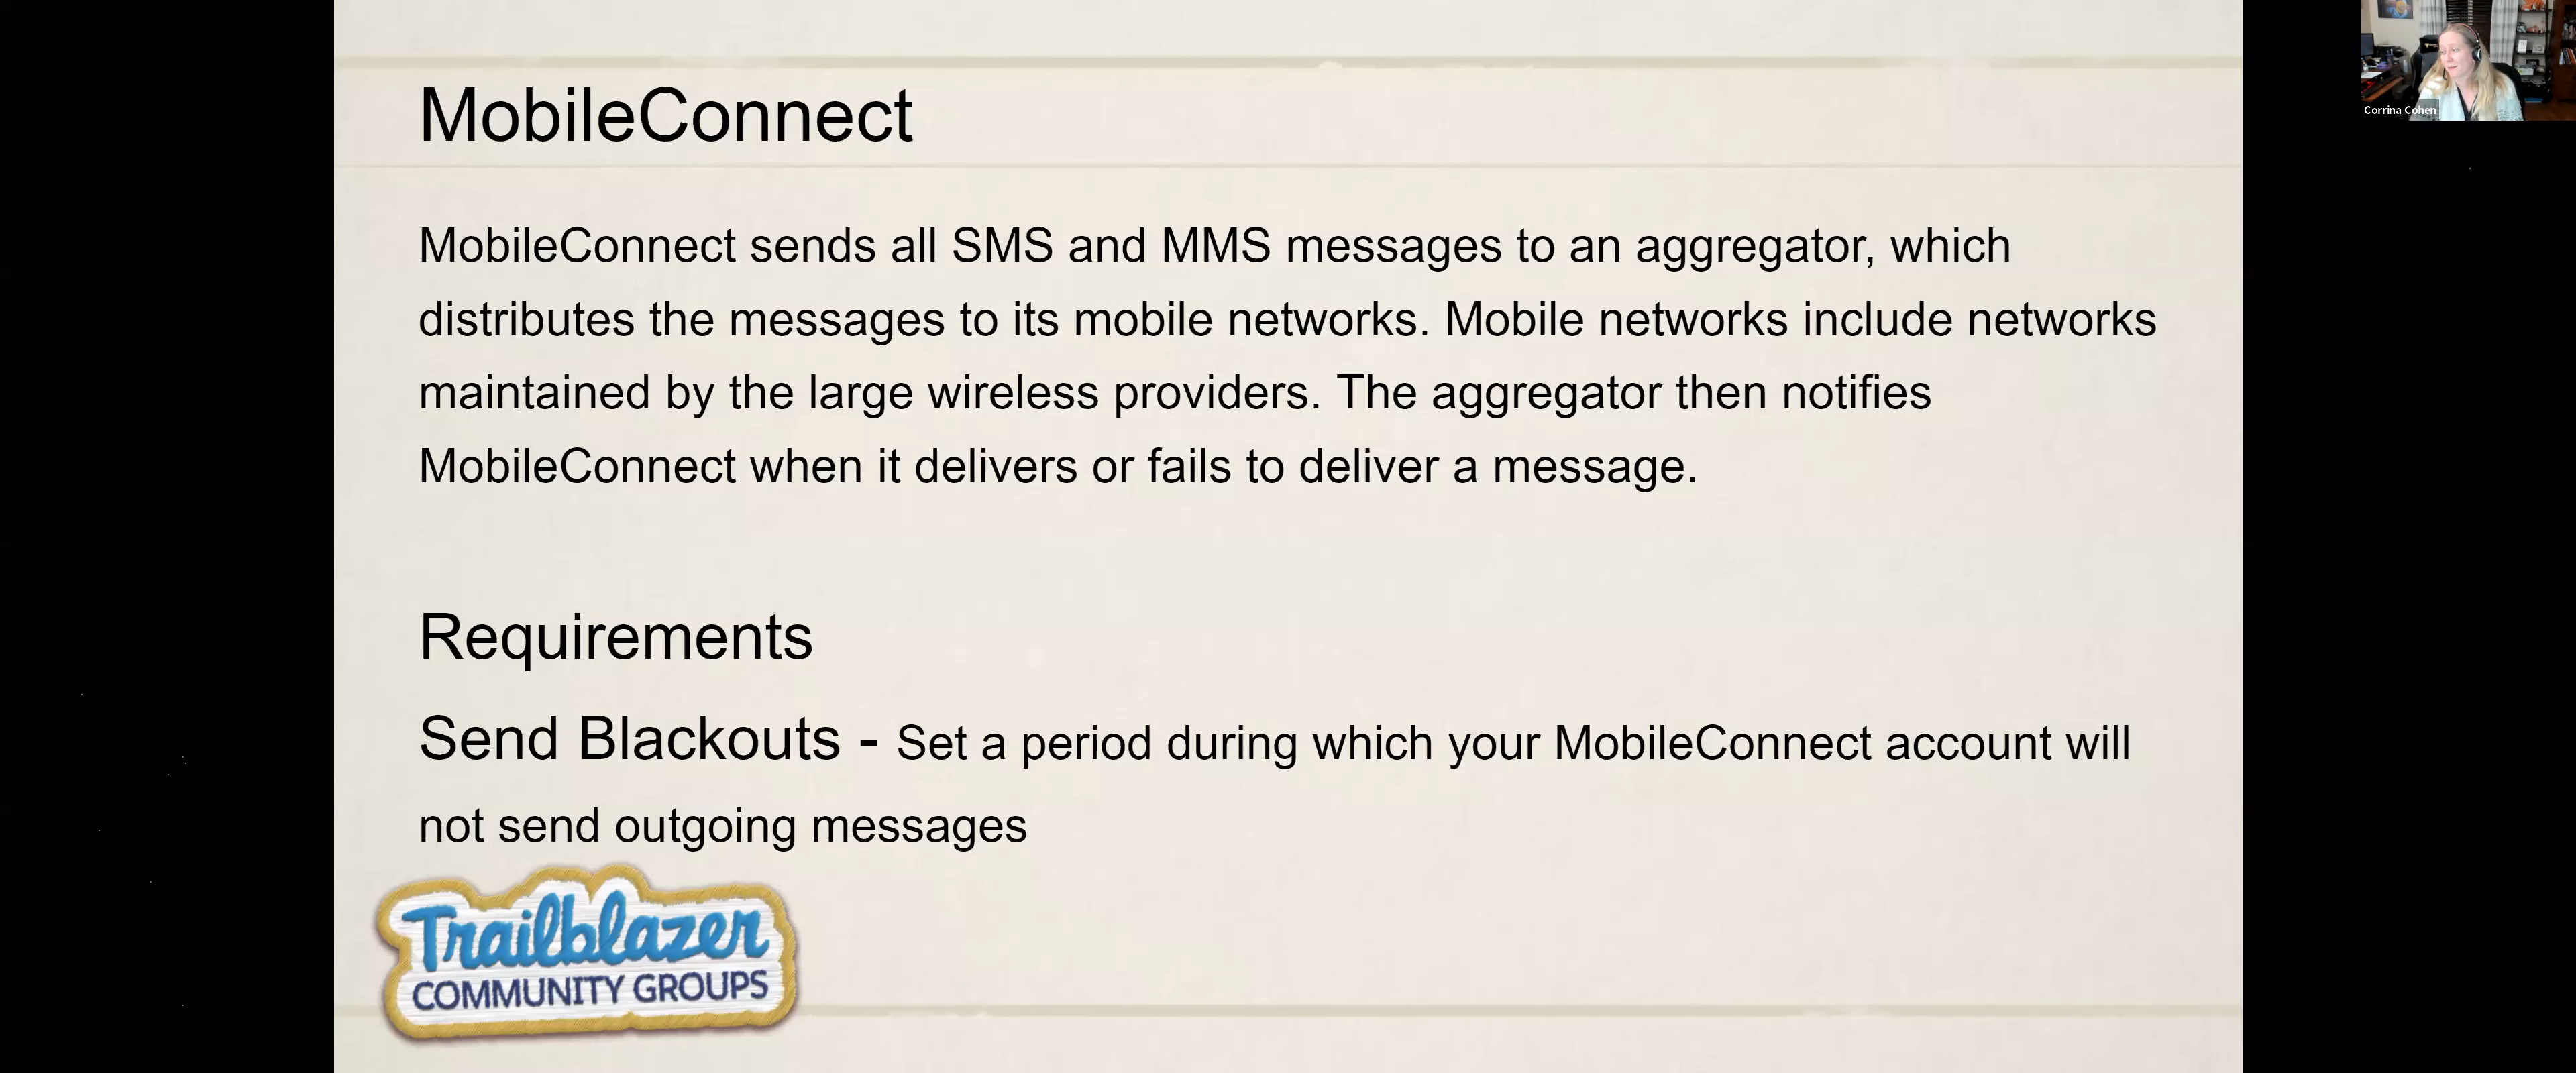 MobileConnect
Corrina Cohen
MobileConnect sends all SMS and MMS messages to an aggregator, which
distributes the messages to its mobile networks. Mobile networks include networks
maintained by the large wireless providers. The aggregator then notifies
MobileConnect when it delivers or fails to deliver a message.
Requirements
Send Blackouts - Set a period during which your MobileConnect account will
not send outgoing messages
Trailblazer
COMMUNITY GROUPS